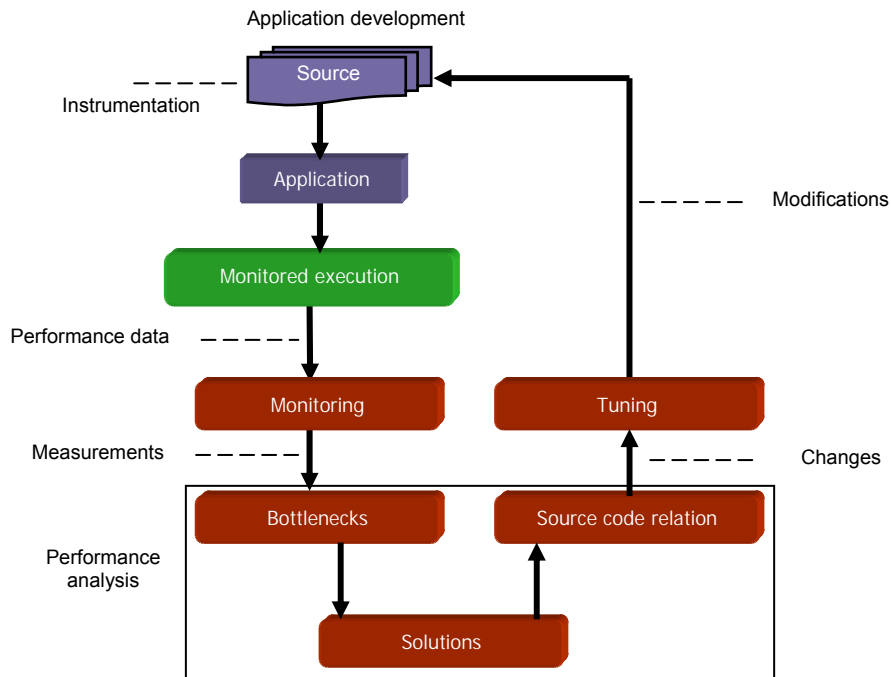 Application development
Source
Instrumentation
Application
Modifications
Monitored execution
Performance data
Monitoring
Tuning
Measurements
Changes
Bottlenecks
Source code relation
Performance
analysis
Solutions